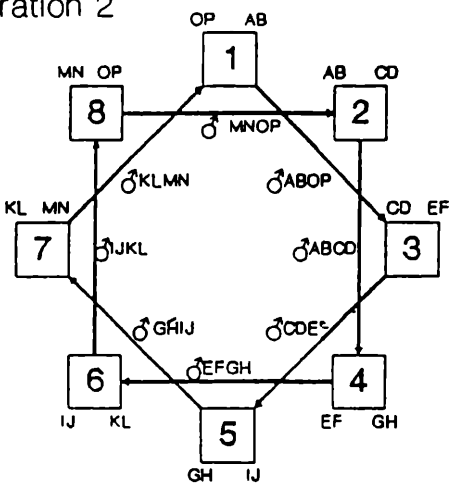 ration 2
OP AB
1
MN OP
8
AB CD
2
♂ MNOP
♂KLMN
♂ABOP
KL MN
7
CD EF
3
♂IJKL
♂ABCD
♂GHIJ
♂CDEF
♂EFGH
6
IJ KL
4
EF GH
5
GH IJ